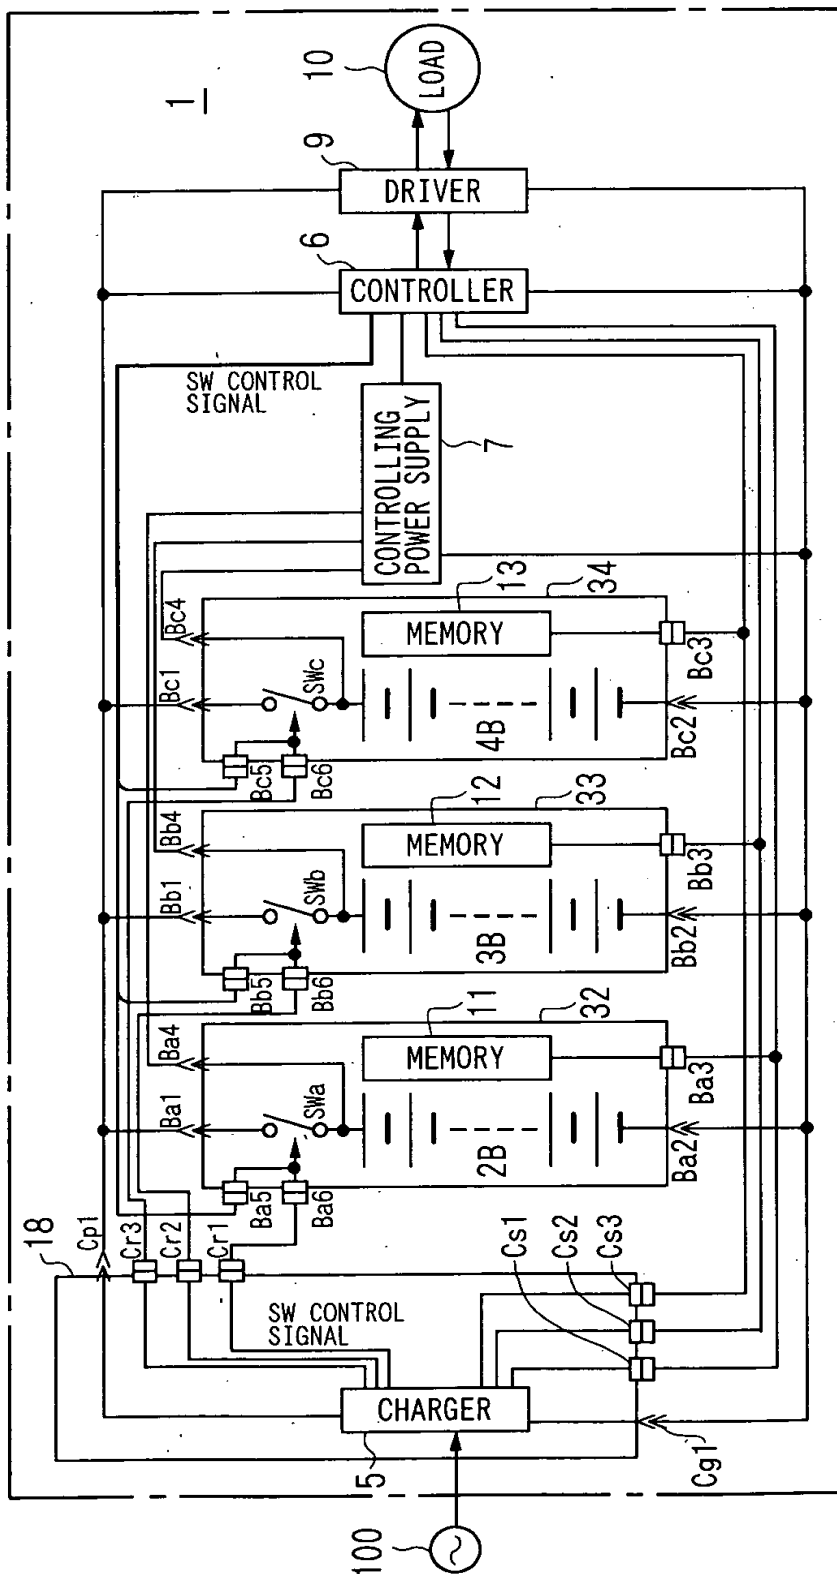 1
10
LOAD
9
DRIVER
6
CONTROLLER
SW CONTROL
SIGNAL
CONTROLLING
POWER SUPPLY
7
Bc4
Bc1
SWc
Bc5
Bc6
13
34
MEMORY
4B
Bc3
Bc2
Bb4
Bb1
SWb
Bb5
Bb6
12
33
MEMORY
3B
Bb3
Bb2
Ba4
Ba1
SWa
Ba5
Ba6
11
32
MEMORY
2B
Ba3
Ba2
18
Cp1
Cr3
Cr2
Cr1
SW CONTROL
SIGNAL
Cs1
Cs2
Cs3
CHARGER
5
Cg1
100